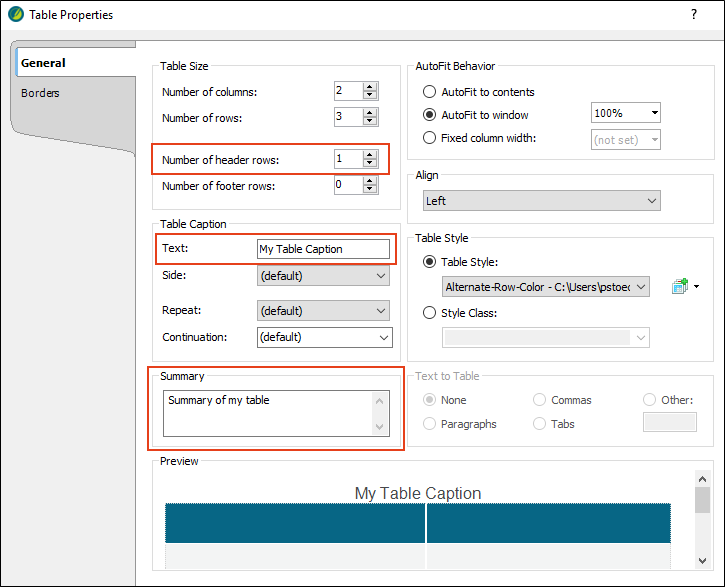 Table Properties
?
General
Borders
Table Size
Number of columns:
2
Number of rows:
3
Number of header rows:
1
Number of footer rows:
0
Table Caption
Text:
My Table Caption
Side:
(default)
Repeat:
(default)
Continuation:
(default)
Summary
Summary of my table
AutoFit Behavior
AutoFit to contents
AutoFit to window
100%
Fixed column width:
(not set)
Align
Left
Table Style
Table Style:
Alternate-Row-Color - C:\Users\pstoec
Style Class:
Text to Table
None
Commas
Other:
Paragraphs
Tabs
Preview
My Table Caption